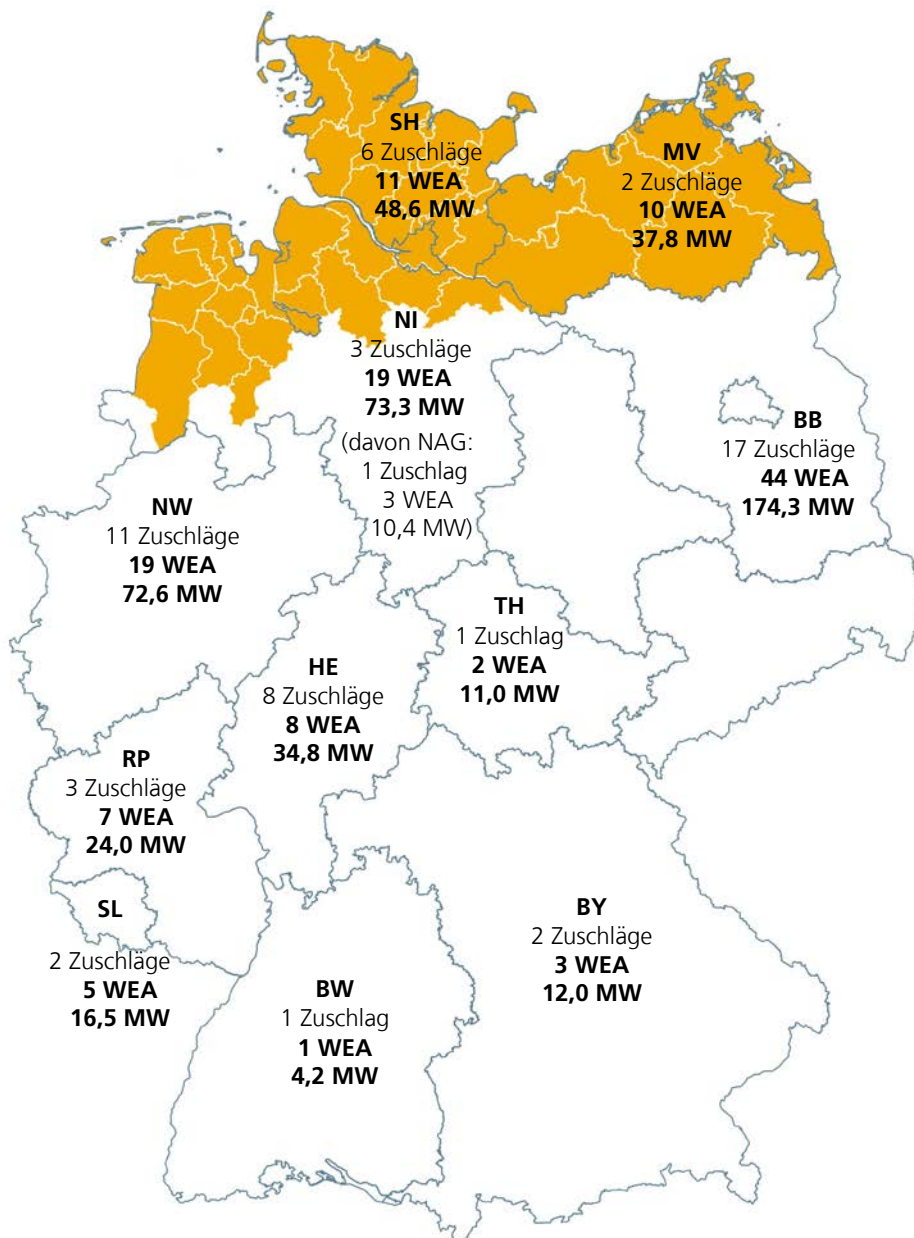 SH
6 Zuschläge
11 WEA
48,6 MW
MV
2 Zuschläge
10 WEA
37,8 MW
NI
3 Zuschläge
19 WEA
73,3 MW
(davon NAG:
1 Zuschlag
3 WEA
10,4 MW)
BB
17 Zuschläge
44 WEA
174,3 MW
NW
11 Zuschläge
19 WEA
72,6 MW
TH
1 Zuschlag
2 WEA
11,0 MW
HE
8 Zuschläge
8 WEA
34,8 MW
RP
3 Zuschläge
7 WEA
24,0 MW
SL
2 Zuschläge
5 WEA
16,5 MW
BY
2 Zuschläge
3 WEA
12,0 MW
BW
1 Zuschlag
1 WEA
4,2 MW